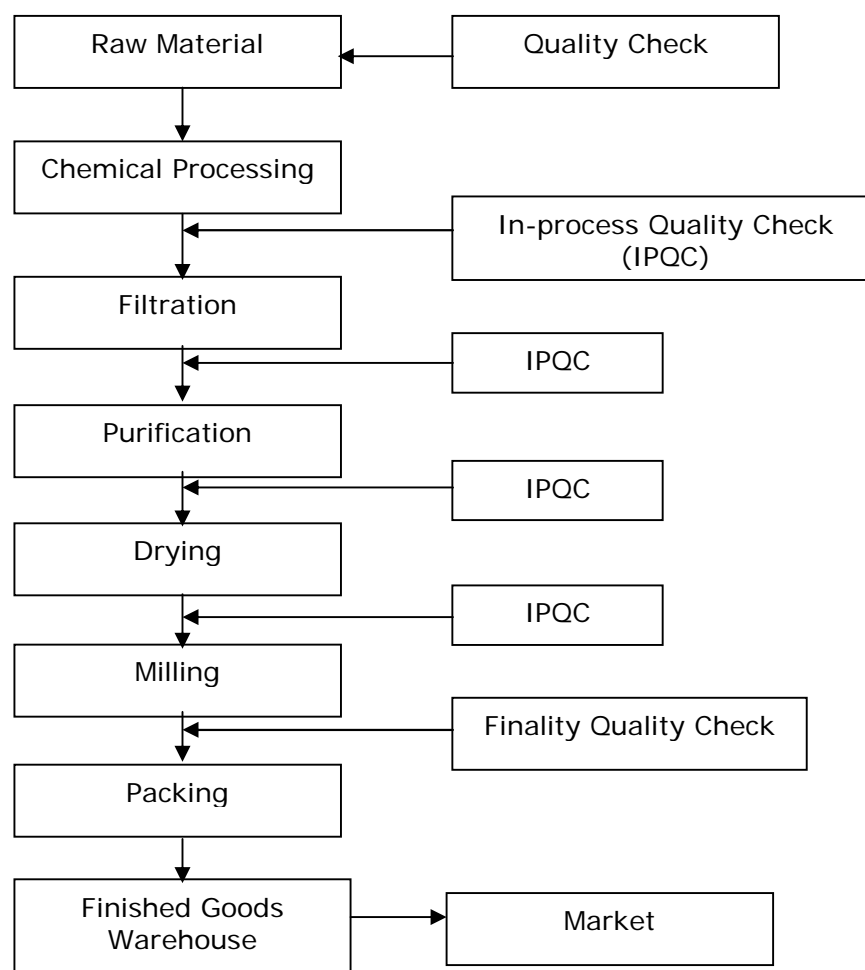 Raw Material
Quality Check
Chemical Processing
In-process Quality Check
(IPQC)
Filtration
IPQC
Purification
IPQC
Drying
IPQC
Milling
Finality Quality Check
Packing
Finished Goods
Warehouse
Market